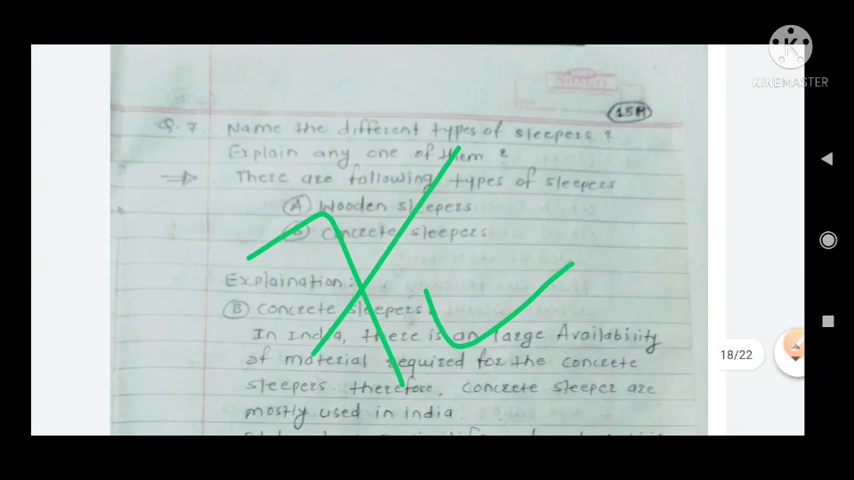 KINEMASTER
15M
Q.7 Name the different types of sleepers ?
Explain any one of them ?
There are following types of sleepers
(A) Wooden sleepers
Concrete sleepers
Explaination:
(B) Concrete sleepers
In India, there is an large Availability
of material required for the concrete
sleepers. therefore, concrete sleeper are
mostly used in india.
18/22